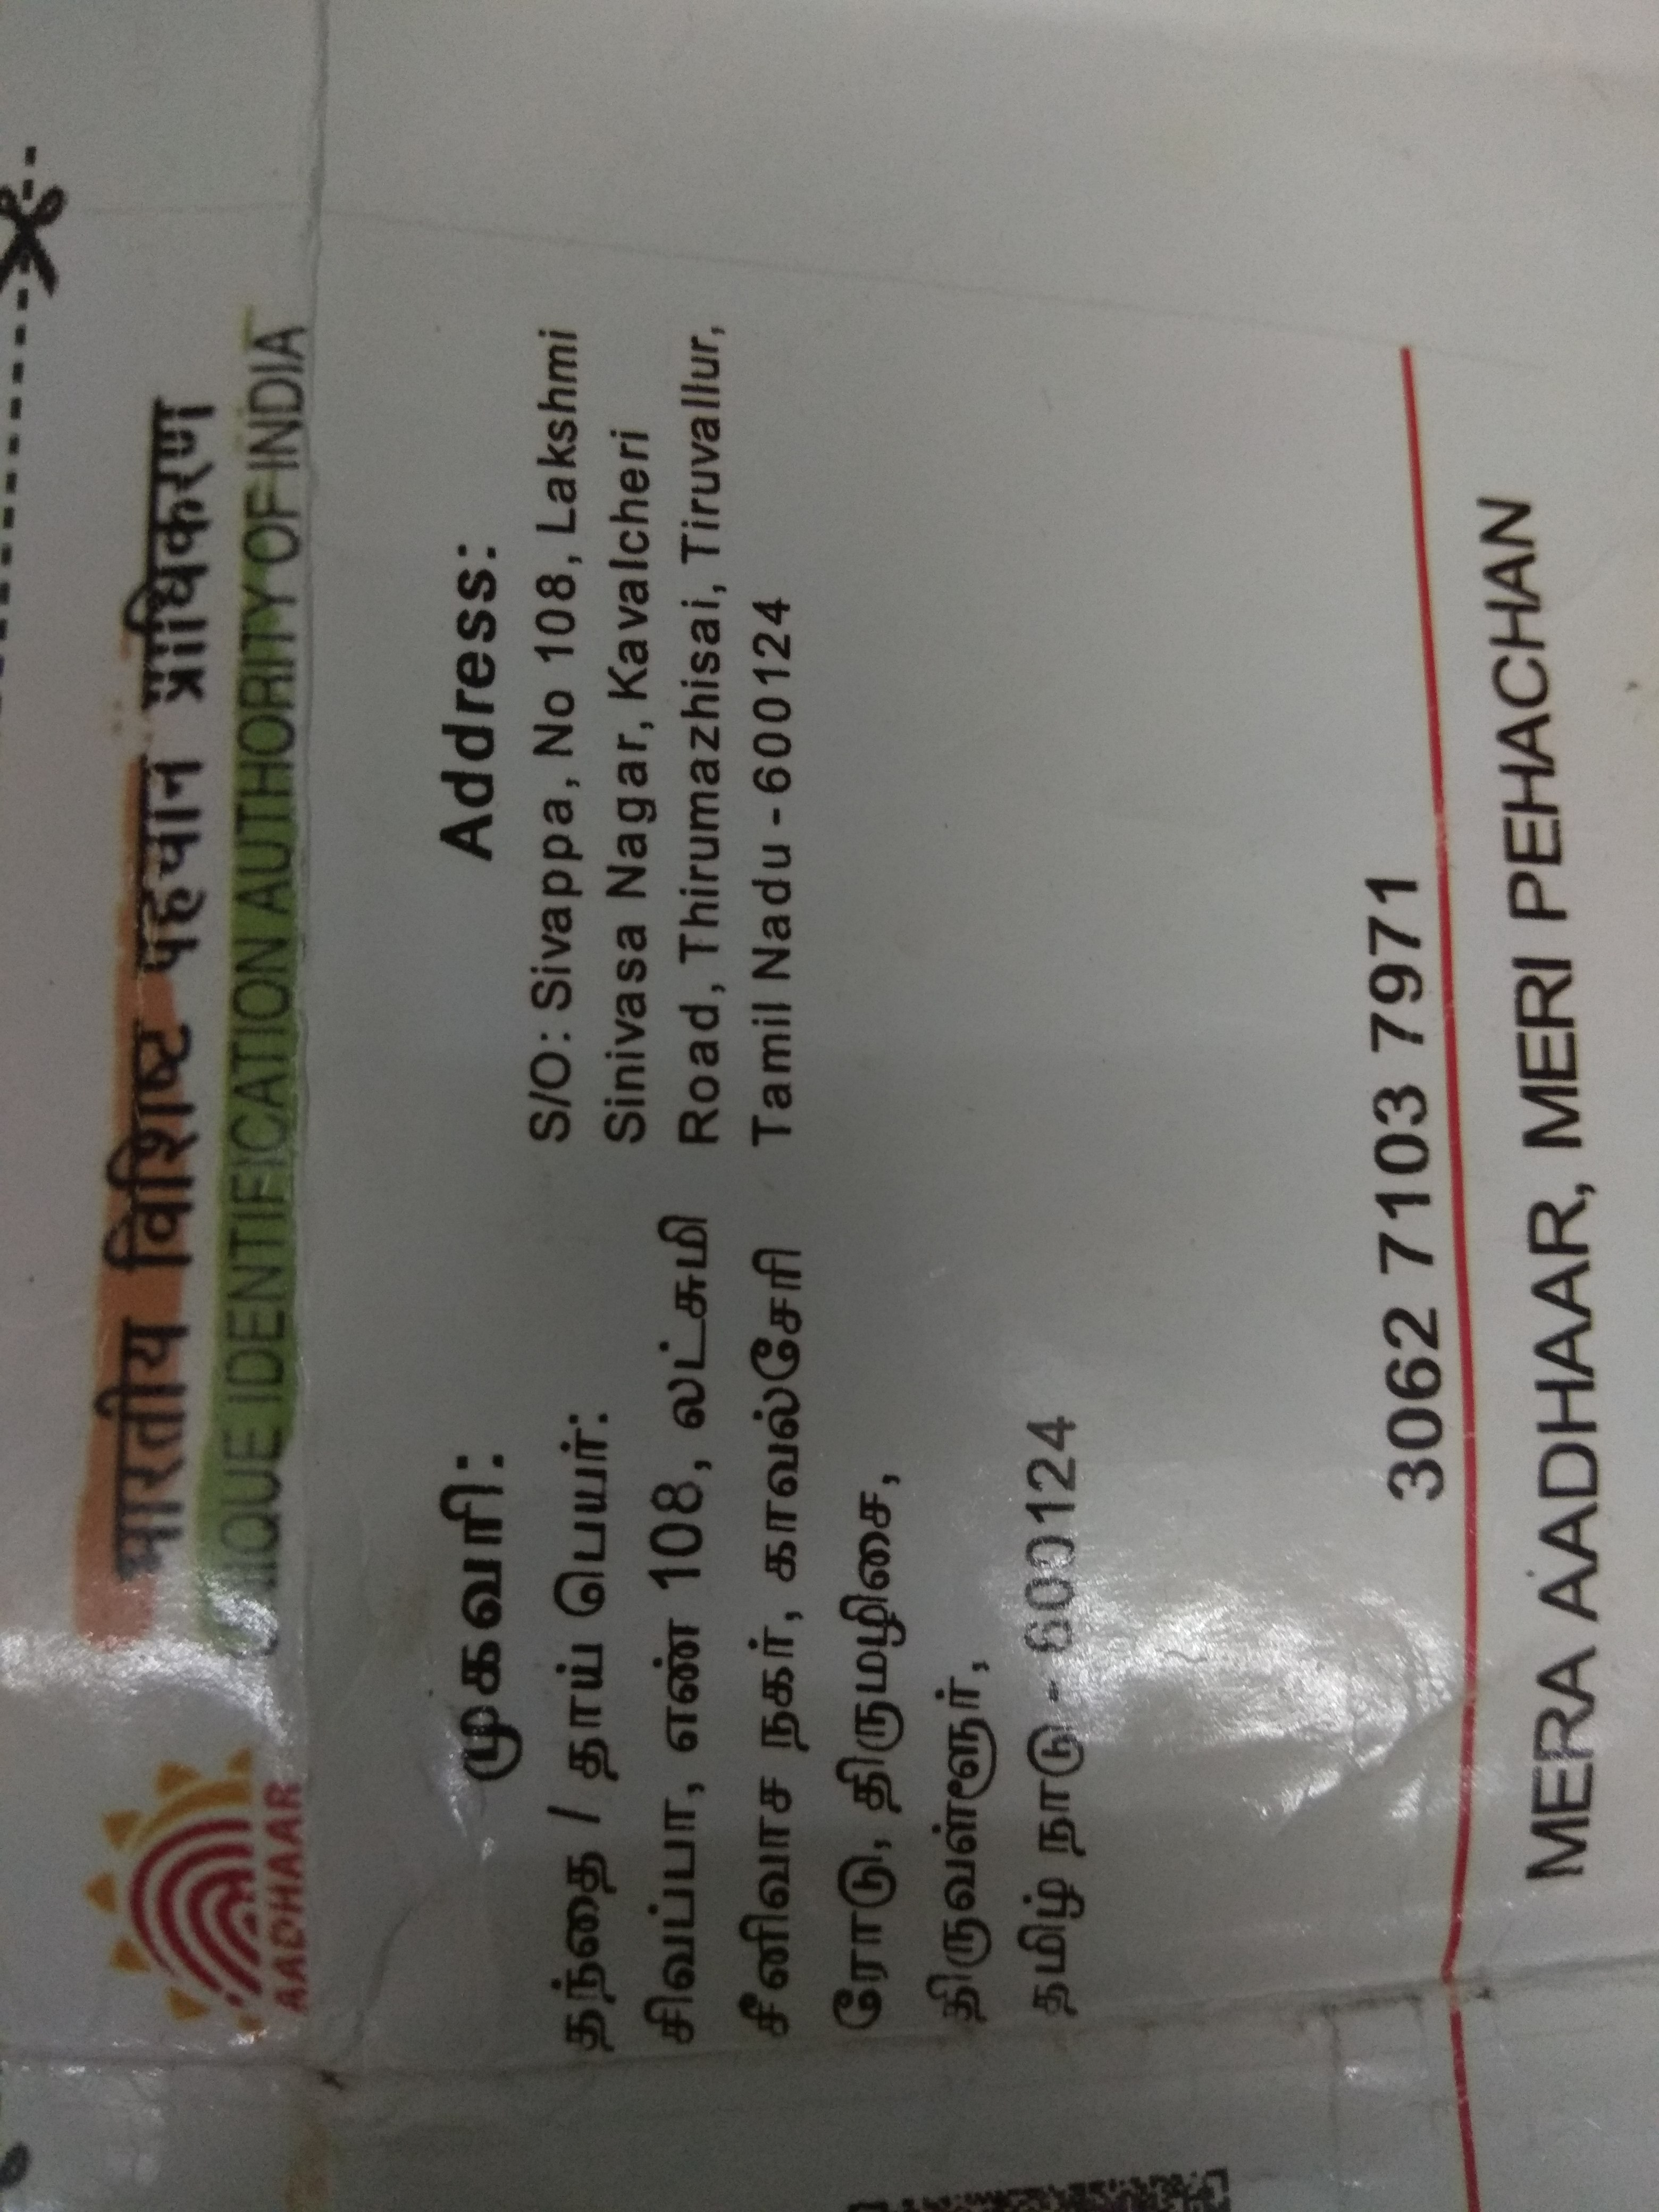 भारतीय विशिष्ट पहचान प्राधिकरण
IDENTIFICATION AUTHORITY OF INDIA
AADHAAR
முகவரி:
தந்தை / தாய் பெயர்:
சிவப்பா, எண் 108, லட்சுமி
சீனிவாச நகர், காவல்சேரி
ரோடு, திருமழிசை,
திருவள்ளூர்,
தமிழ் நாடு - 600124
Address:
S/O: Sivappa, No 108, Lakshmi
Sinivasa Nagar, Kavalcheri
Road, Thirumazhisai, Tiruvallur,
Tamil Nadu - 600124
3062 7103 7971
MERA AADHAAR, MERI PEHACHAN